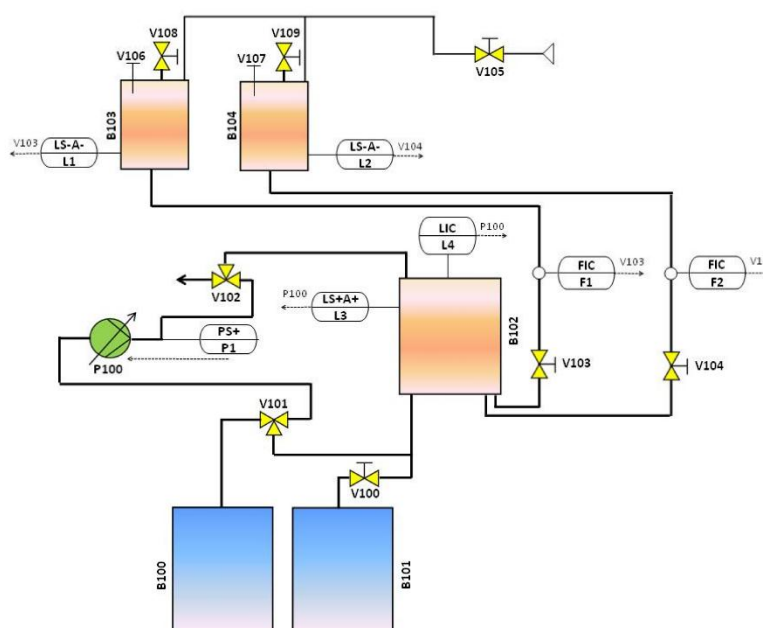 V108
V109
V106
V107
V105
B103
B104
V103
LS-A-
L1
LS-A-
L2
V104
LIC
L4
P100
FIC
F1
V103
FIC
F2
V1
V102
P100
LS+A+
L3
B102
PS+
P1
P100
V103
V104
V101
V100
B100
B101